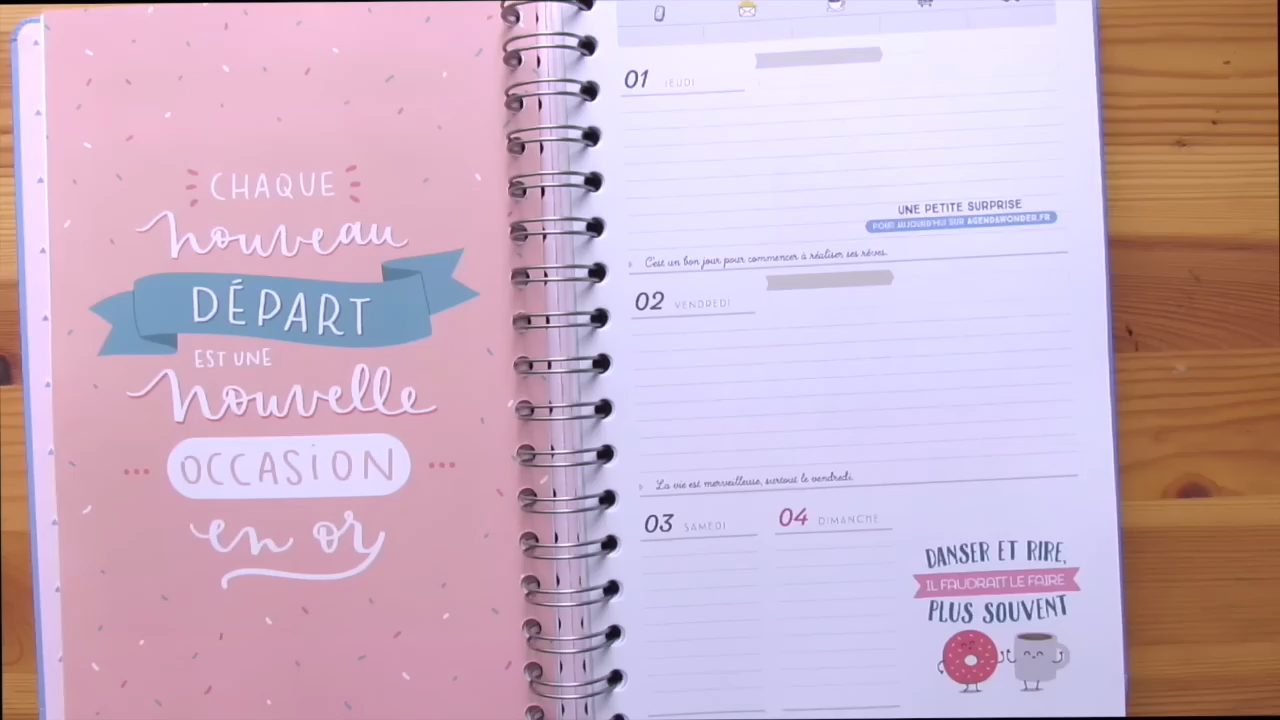 CHAQUE
nouveau
DÉPART
EST UNE
nouvelle
OCCASION
en or
01 JEUDI
UNE PETITE SURPRISE
POUR AUJOURD'HUI SUR AGENDAWONDER.FR
C'est un bon jour pour commencer à réaliser ses rêves.
02 VENDREDI
La vie est merveilleuse, surtout le vendredi.
03 SAMEDI
04 DIMANCHE
DANSER ET RIRE,
IL FAUDRAIT LE FAIRE
PLUS SOUVENT